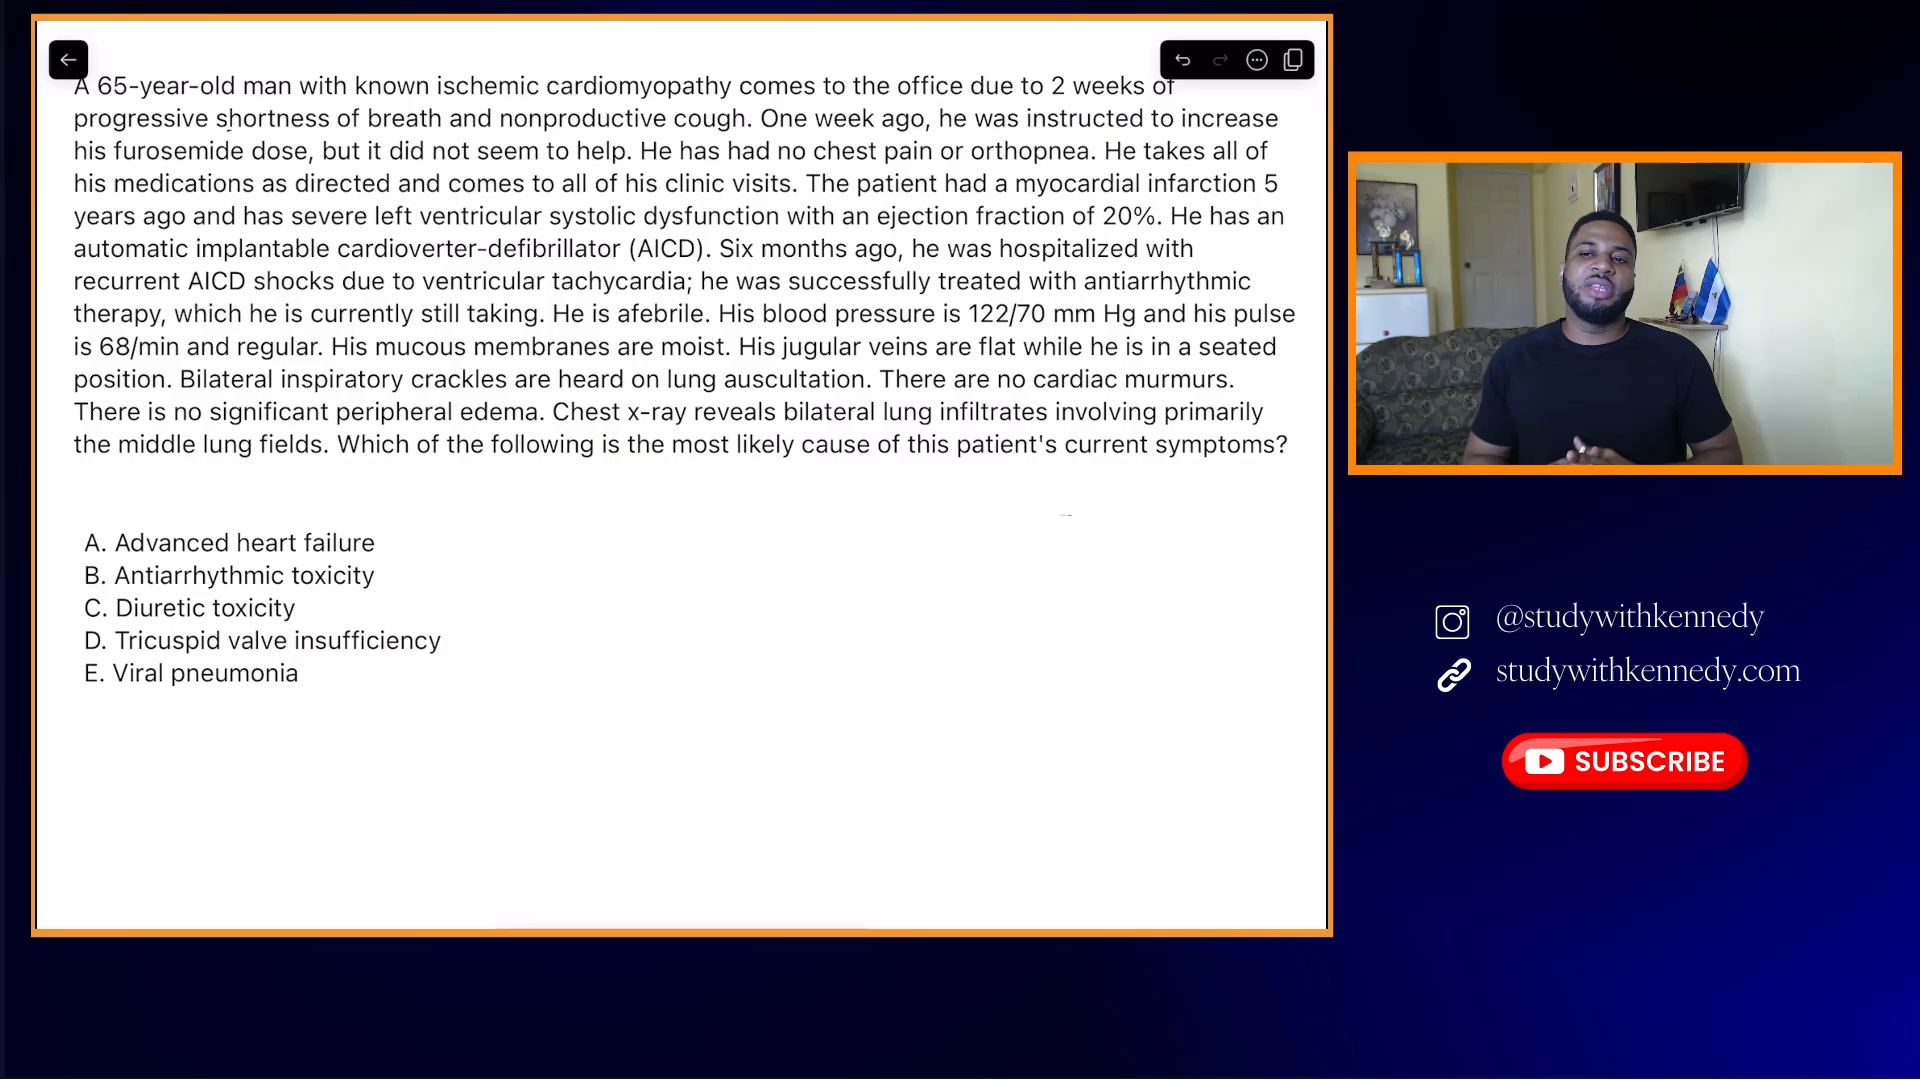 A 65-year-old man with known ischemic cardiomyopathy comes to the office due to 2 weeks of
progressive shortness of breath and nonproductive cough. One week ago, he was instructed to increase
his furosemide dose, but it did not seem to help. He has had no chest pain or orthopnea. He takes all of
his medications as directed and comes to all of his clinic visits. The patient had a myocardial infarction 5
years ago and has severe left ventricular systolic dysfunction with an ejection fraction of 20%. He has an
automatic implantable cardioverter-defibrillator (AICD). Six months ago, he was hospitalized with
recurrent AICD shocks due to ventricular tachycardia; he was successfully treated with antiarrhythmic
therapy, which he is currently still taking. He is afebrile. His blood pressure is 122/70 mm Hg and his pulse
is 68/min and regular. His mucous membranes are moist. His jugular veins are flat while he is in a seated
position. Bilateral inspiratory crackles are heard on lung auscultation. There are no cardiac murmurs.
There is no significant peripheral edema. Chest x-ray reveals bilateral lung infiltrates involving primarily
the middle lung fields. Which of the following is the most likely cause of this patient's current symptoms?
A. Advanced heart failure
B. Antiarrhythmic toxicity
C. Diuretic toxicity
D. Tricuspid valve insufficiency
E. Viral pneumonia
@studywithkennedy
studywithkennedy.com
SUBSCRIBE